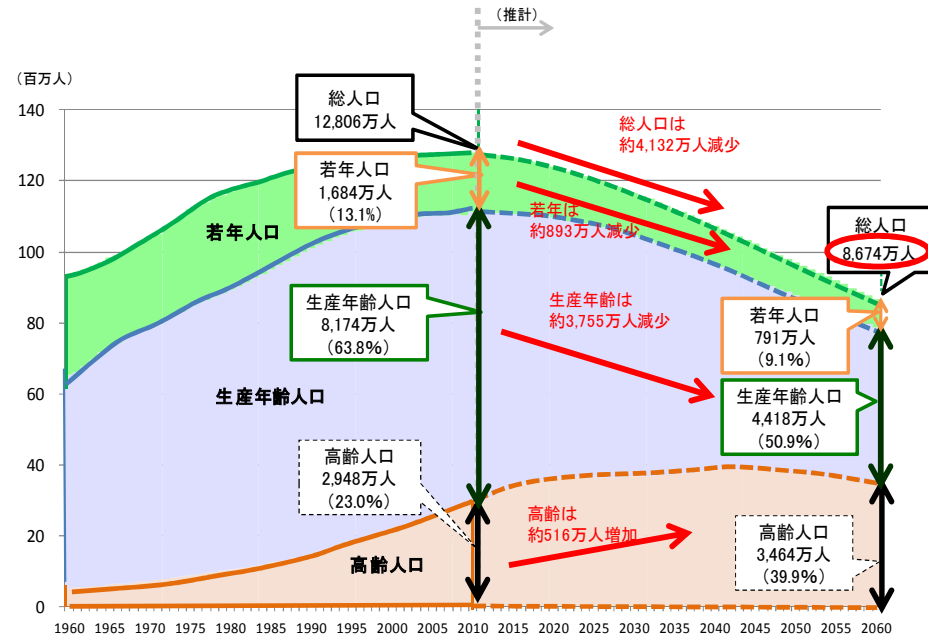 （推計）
（百万人）
140
120
100
80
60
40
20
0
総人口
12,806万人
若年人口
1,684万人
（13.1%）
若年人口
生産年齢人口
8,174万人
（63.8%）
生産年齢人口
高齢人口
2,948万人
（23.0%）
高齢人口
総人口は
約4,132万人減少
若年は
約893万人減少
生産年齢は
約3,755万人減少
高齢は
約516万人増加
総人口
8,674万人
若年人口
791万人
（9.1%）
生産年齢人口
4,418万人
（50.9%）
高齢人口
3,464万人
（39.9%）
1960 1965 1970 1975 1980 1985 1990 1995 2000 2005 2010 2015 2020 2025 2030 2035 2040 2045 2050 2055 2060